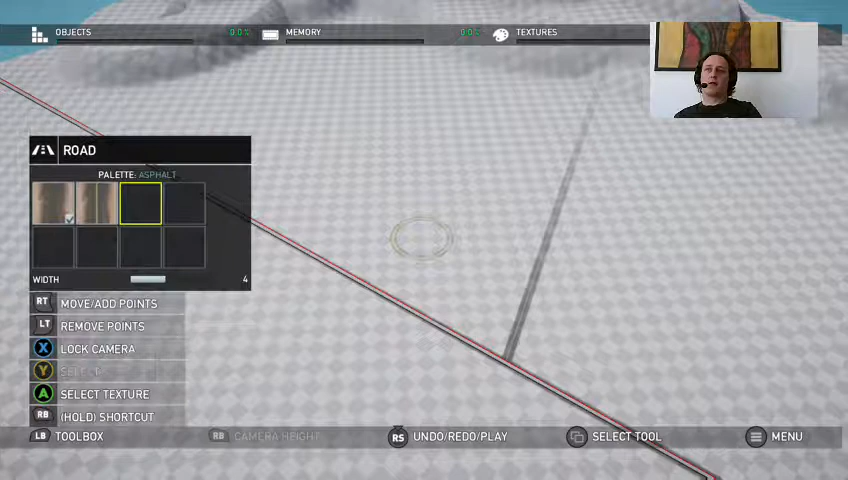 OBJECTS 0.0% MEMORY 0.0% TEXTURES
ROAD
PALETTE: ASPHALT
WIDTH 4
RT MOVE/ADD POINTS
LT REMOVE POINTS
X LOCK CAMERA
Y SELECT
A SELECT TEXTURE
RB (HOLD) SHORTCUT
LB TOOLBOX RB CAMERA HEIGHT RS UNDO/REDO/PLAY SELECT TOOL MENU